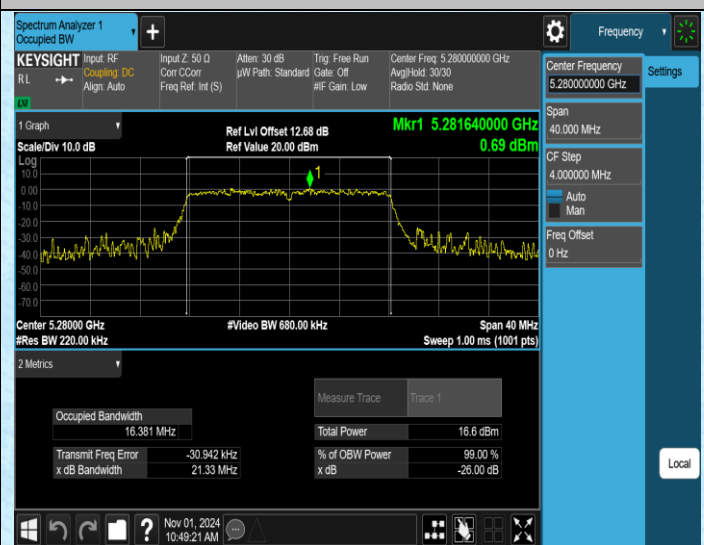 Spectrum Analyzer 1
Occupied BW
Frequency
KEYSIGHT
Input: RF
Coupling: DC
Align: Auto
Input Z: 50 Ω
Corr CCorr
Freq Ref: Int (S)
Atten: 30 dB
µW Path: Standard
Trig: Free Run
Gate: Off
#IF Gain: Low
Center Freq: 5.280000000 GHz
Avg|Hold: 30/30
Radio Std: None
RL
LXI
Center Frequency
5.280000000 GHz
Settings
Span
40.000 MHz
CF Step
4.000000 MHz
Auto
Man
Freq Offset
0 Hz
1 Graph
Scale/Div 10.0 dB
Ref Lvl Offset 12.68 dB
Ref Value 20.00 dBm
Mkr1 5.281640000 GHz
0.69 dBm
Log
10.0
0.00
-10.0
-20.0
-30.0
-40.0
-50.0
-60.0
-70.0
1
Center 5.28000 GHz
#Res BW 220.00 kHz
#Video BW 680.00 kHz
Span 40 MHz
Sweep 1.00 ms (1001 pts)
2 Metrics
Measure Trace Trace 1
Occupied Bandwidth
16.381 MHz
Total Power 16.6 dBm
Transmit Freq Error -30.942 kHz
% of OBW Power 99.00 %
x dB Bandwidth 21.33 MHz
x dB -26.00 dB
Local
Nov 01, 2024
10:49:21 AM